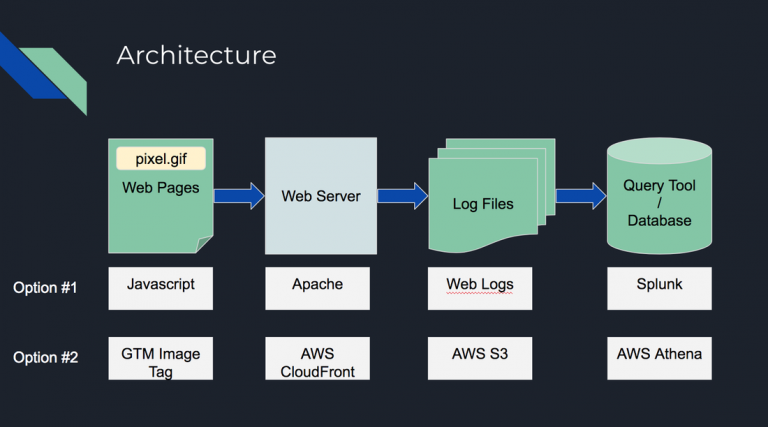 Architecture
pixel.gif
Web Pages
Web Server
Log Files
Query Tool
/
Database
Option #1
Javascript
Apache
Web Logs
Splunk
Option #2
GTM Image
Tag
AWS
CloudFront
AWS S3
AWS Athena